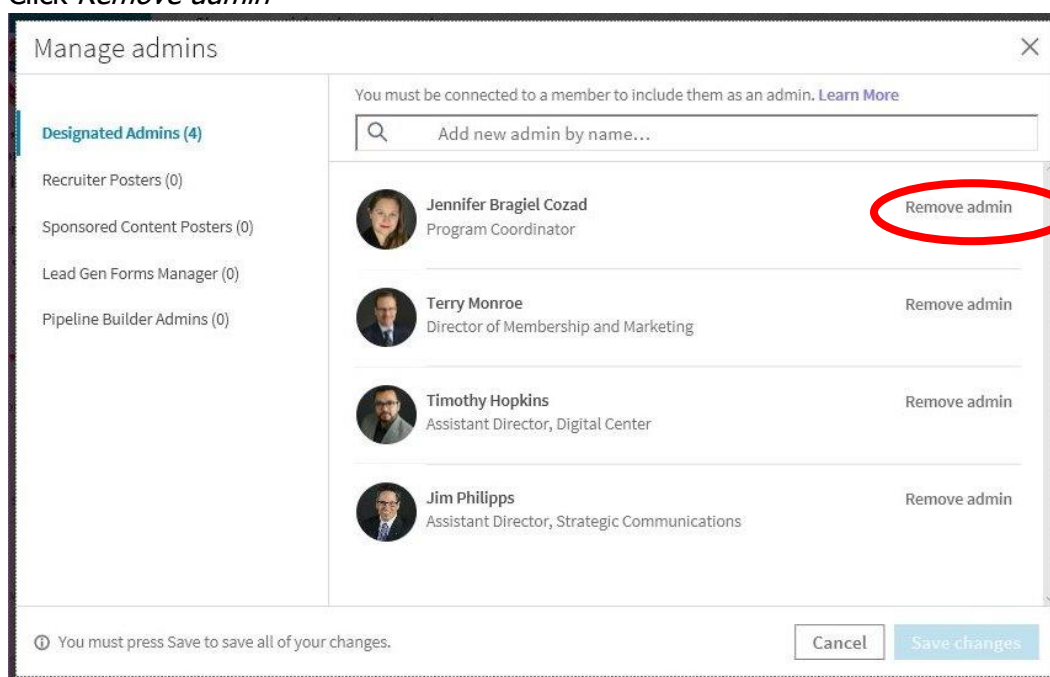 Click Remove admin
Manage admins
You must be connected to a member to include them as an admin. Learn More
Designated Admins (4)
Add new admin by name...
Recruiter Posters (0)
Sponsored Content Posters (0)
Lead Gen Forms Manager (0)
Pipeline Builder Admins (0)
Jennifer Bragiel Cozad
Program Coordinator
Remove admin
Terry Monroe
Director of Membership and Marketing
Remove admin
Timothy Hopkins
Assistant Director, Digital Center
Remove admin
Jim Philipps
Assistant Director, Strategic Communications
Remove admin
You must press Save to save all of your changes.
Cancel
Save changes